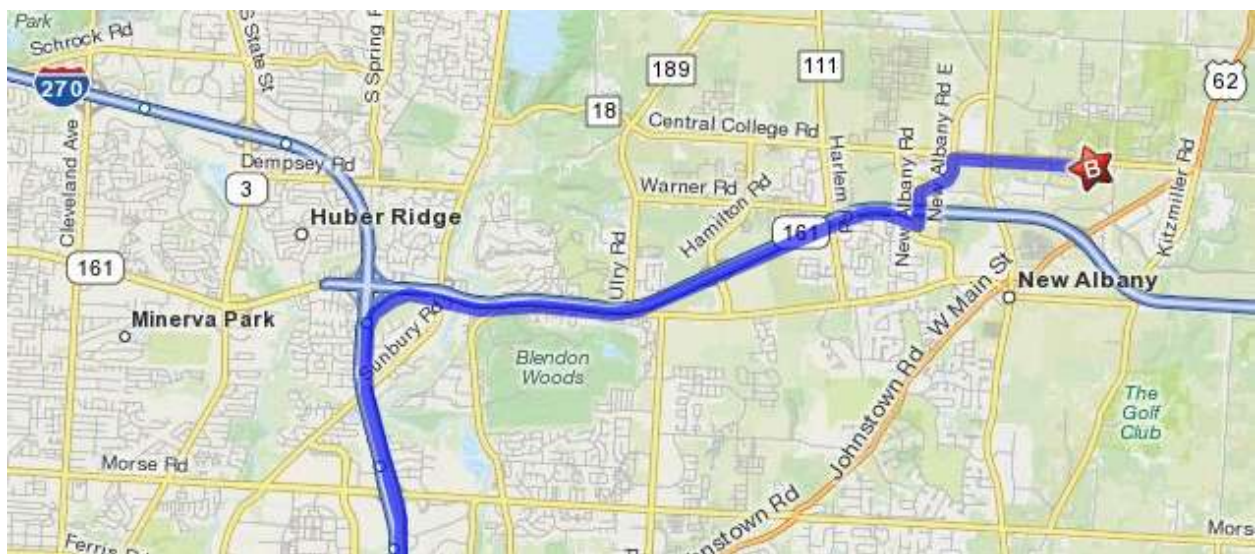 Park
Schrock Rd
S State St
S Spring
270
Cleveland Ave
189
111
62
18
Central College Rd
Harlem Rd
New Albany Rd
New Albany Rd E
B
Kitzmiller Rd
Dempsey Rd
3
Warner Rd
Hamilton Rd
Huber Ridge
161
161
Ulry Rd
New Albany
W Main St
Minerva Park
Sunbury Rd
Blendon
Woods
Johnstown Rd
The
Golf
Club
Morse Rd
Johnstown Rd
Mors
Ferris